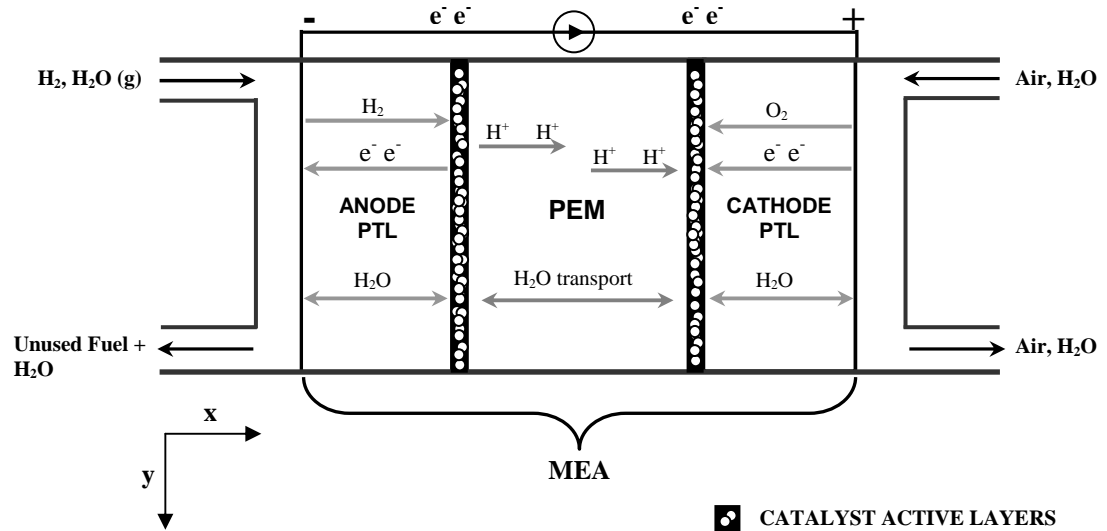 e⁻ e⁻ e⁻ e⁻
- +
H₂, H₂O (g)
Air, H₂O
H₂
O₂
H⁺ H⁺
e⁻ e⁻
H⁺ H⁺
e⁻ e⁻
ANODE
PTL
PEM
CATHODE
PTL
H₂O
H₂O transport
H₂O
Unused Fuel +
H₂O
Air, H₂O
x
y
MEA
CATALYST ACTIVE LAYERS